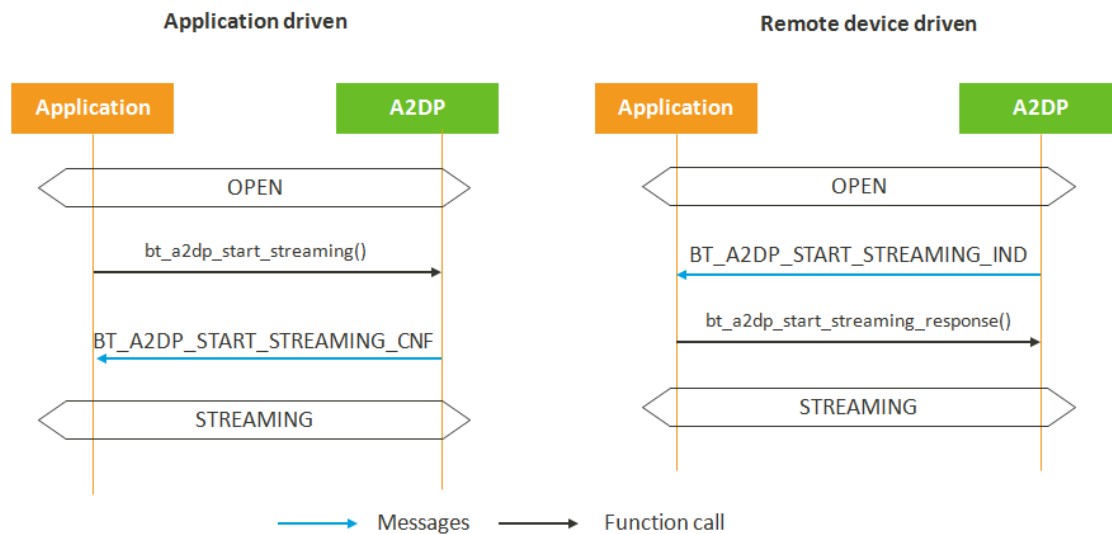 Application driven
Remote device driven
Application
A2DP
Application
A2DP
OPEN
OPEN
bt_a2dp_start_streaming()
BT_A2DP_START_STREAMING_IND
bt_a2dp_start_streaming_response()
BT_A2DP_START_STREAMING_CNF
STREAMING
STREAMING
Messages
Function call